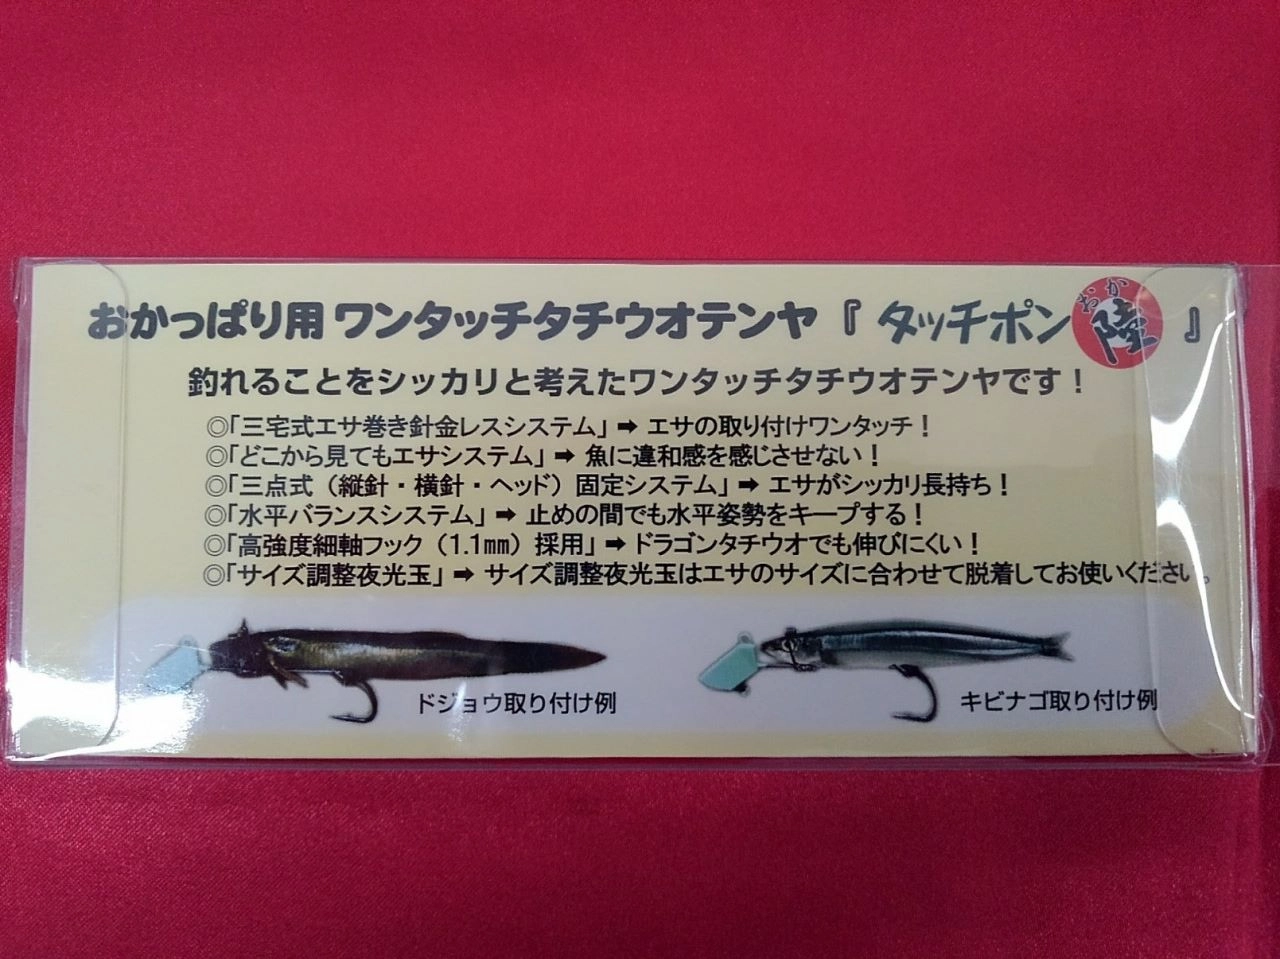 おかっぱり用 ワンタッチタチウオテンヤ『タッチポン陸』
おか
釣れることをシッカリと考えたワンタッチタチウオテンヤです！
◎「三宅式エサ巻き針金レスシステム」➡ エサの取り付けワンタッチ！
◎「どこから見てもエサシステム」➡ 魚に違和感を感じさせない！
◎「三点式（縦針・横針・ヘッド）固定システム」➡ エサがシッカリ長持ち！
◎「水平バランスシステム」➡ 止めの間でも水平姿勢をキープする！
◎「高強度細軸フック（1.1㎜）採用」➡ ドラゴンタチウオでも伸びにくい！
◎「サイズ調整夜光玉」➡ サイズ調整夜光玉はエサのサイズに合わせて脱着してお使いください。
ドジョウ取り付け例
キビナゴ取り付け例